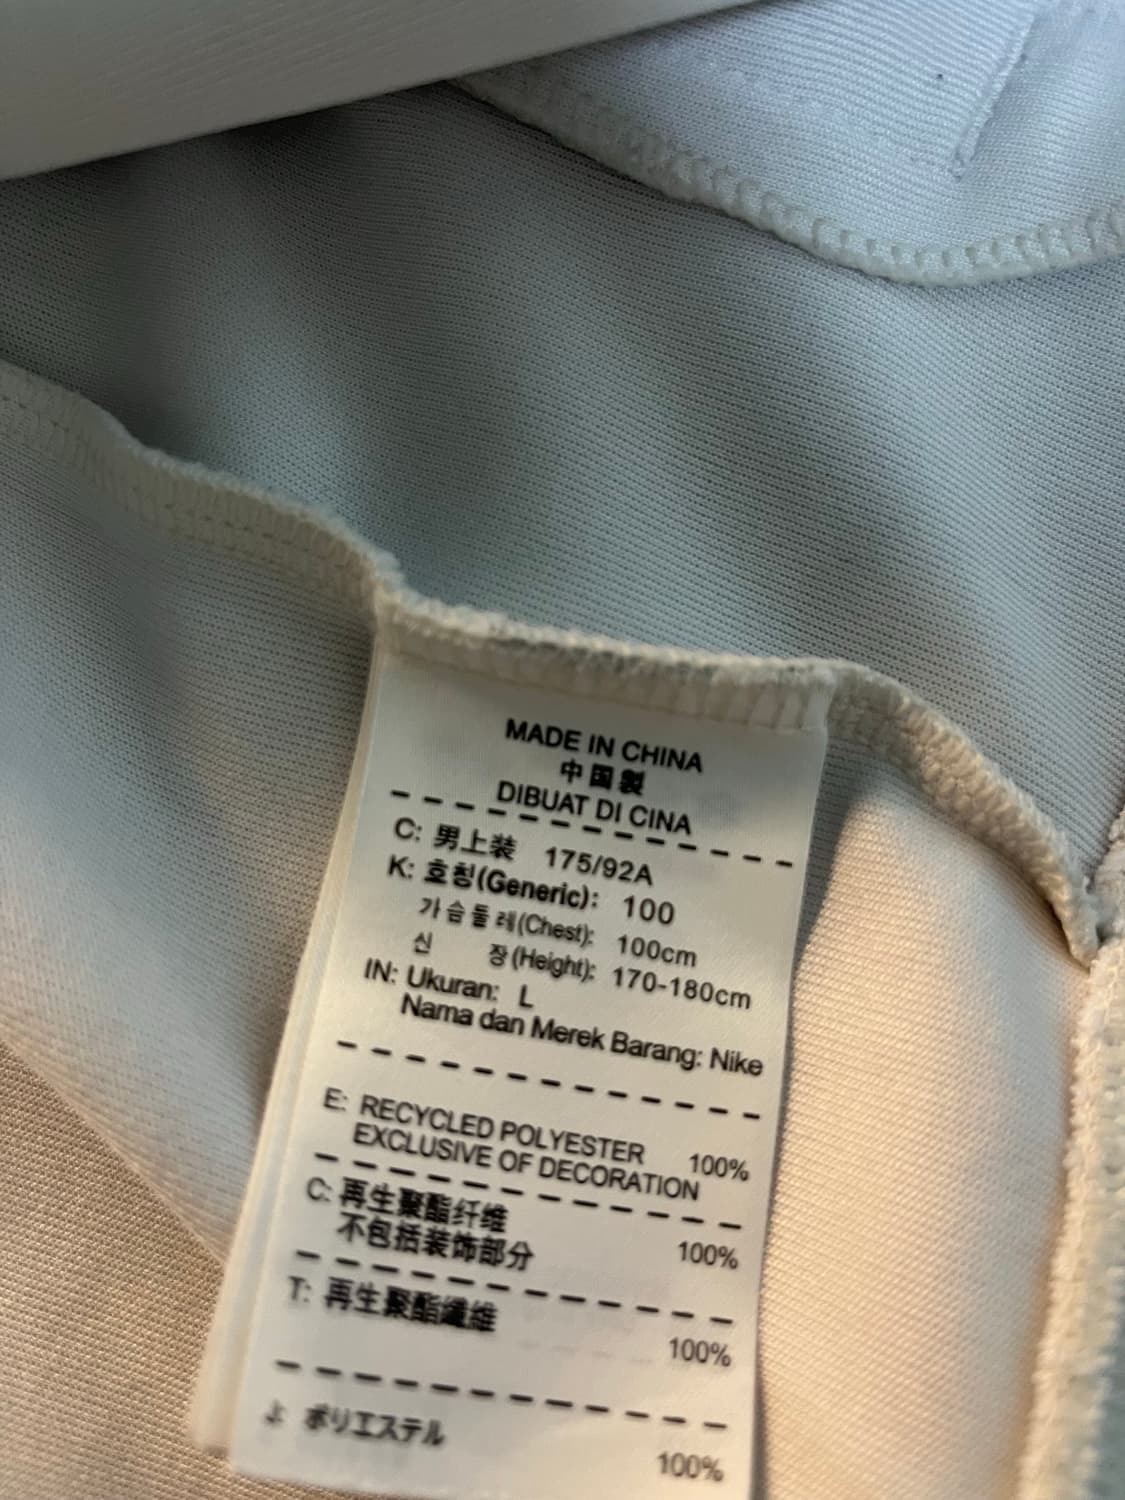 MADE IN CHINA
中国製
DIBUAT DI CINA
C: 男上装 175/92A
K: 호칭(Generic): 100
가슴둘레(Chest): 100cm
신 장(Height): 170-180cm
IN: Ukuran: L
Nama dan Merek Barang: Nike
E: RECYCLED POLYESTER 100%
EXCLUSIVE OF DECORATION
C: 再生聚酯纤维
不包括装饰部分 100%
T: 再生聚酯纖維
100%
J: ポリエステル
100%